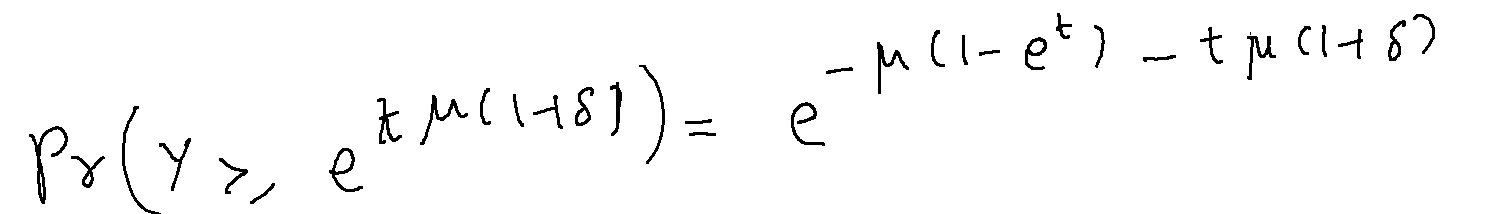 Pr(Y ≥ e^{tμ(1+δ)}) = e^{-μ(1-e^t) - tμ(1+δ)}